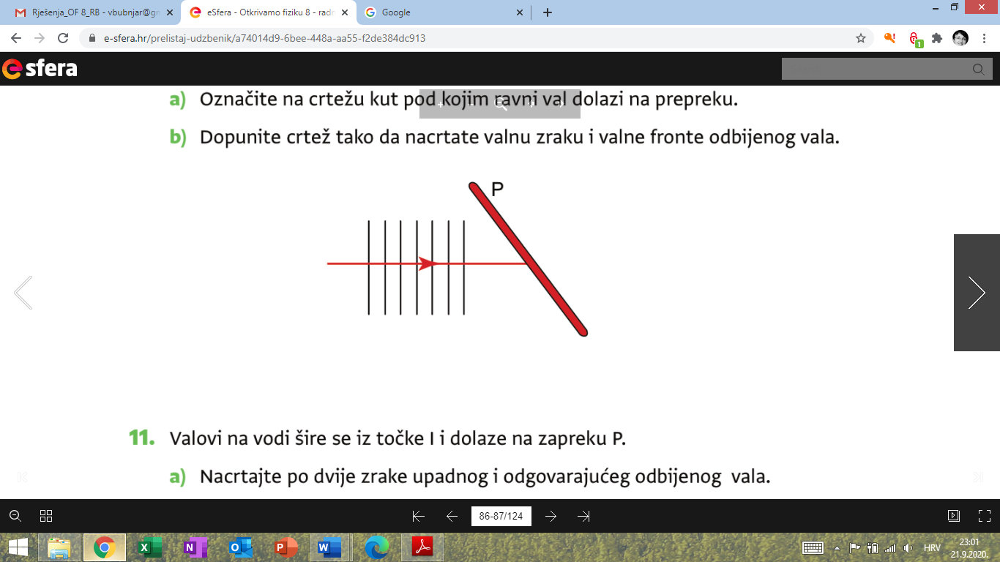 Rješenja_OF 8_RB - vbubnjar@gm
eSfera - Otkrivamo fiziku 8 - radn
Google
e-sfera.hr/prelistaj-udzbenik/a74014d9-6bee-448a-aa55-f2de384dc913
1
esfera
a) Označite na crtežu kut pod kojim ravni val dolazi na prepreku.
b) Dopunite crtež tako da nacrtate valnu zraku i valne fronte odbijenog vala.
P
11. Valovi na vodi šire se iz točke I i dolaze na zapreku P.
a) Nacrtajte po dvije zrake upadnog i odgovarajućeg odbijenog vala.
86-87/124
HRV
23:01
21.9.2020.